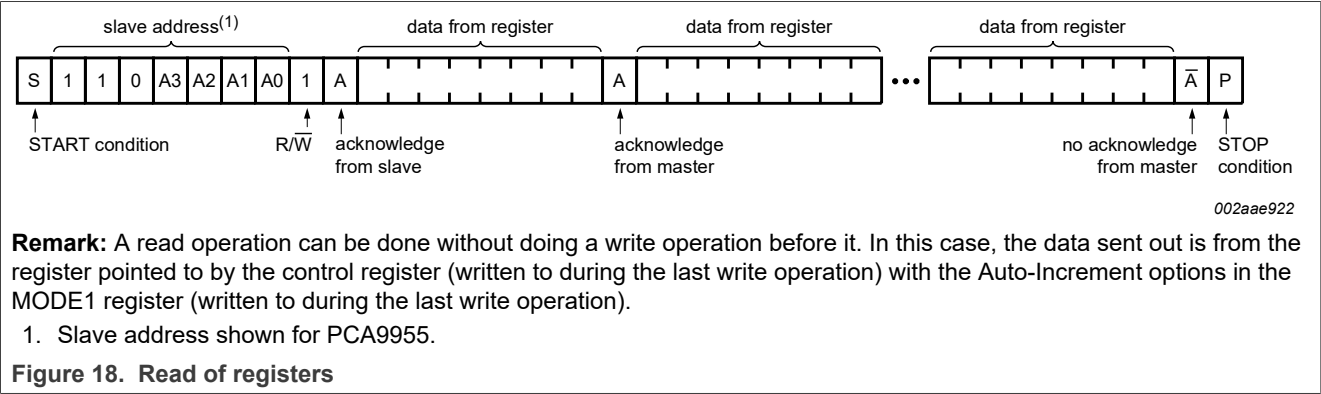 slave address(1) data from register data from register data from register
S 1 1 0 A3 A2 A1 A0 1 A A ••• A̅ P
START condition R/W̅ acknowledge from slave acknowledge from master no acknowledge from master STOP condition
002aae922
Remark: A read operation can be done without doing a write operation before it. In this case, the data sent out is from the
register pointed to by the control register (written to during the last write operation) with the Auto-Increment options in the
MODE1 register (written to during the last write operation).
1. Slave address shown for PCA9955.
Figure 18. Read of registers